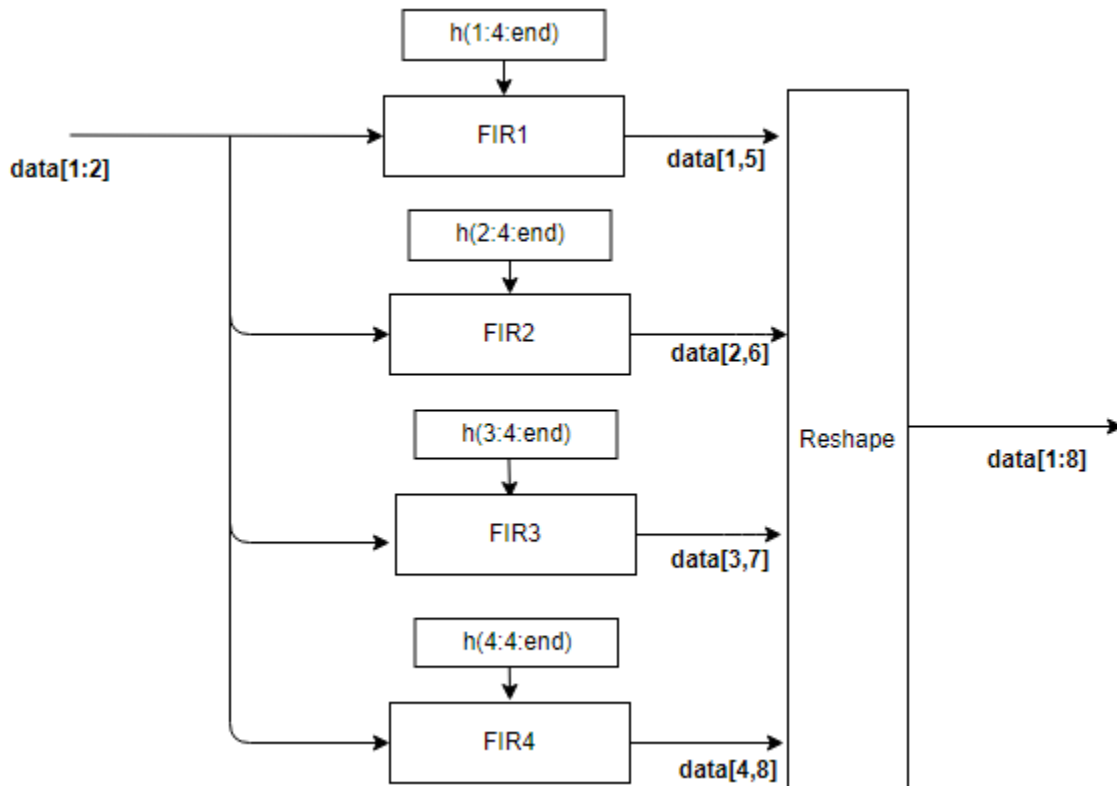 h(1:4:end)
FIR1
data[1:2]
data[1,5]
h(2:4:end)
FIR2
data[2,6]
h(3:4:end)
Reshape
data[1:8]
FIR3
data[3,7]
h(4:4:end)
FIR4
data[4,8]